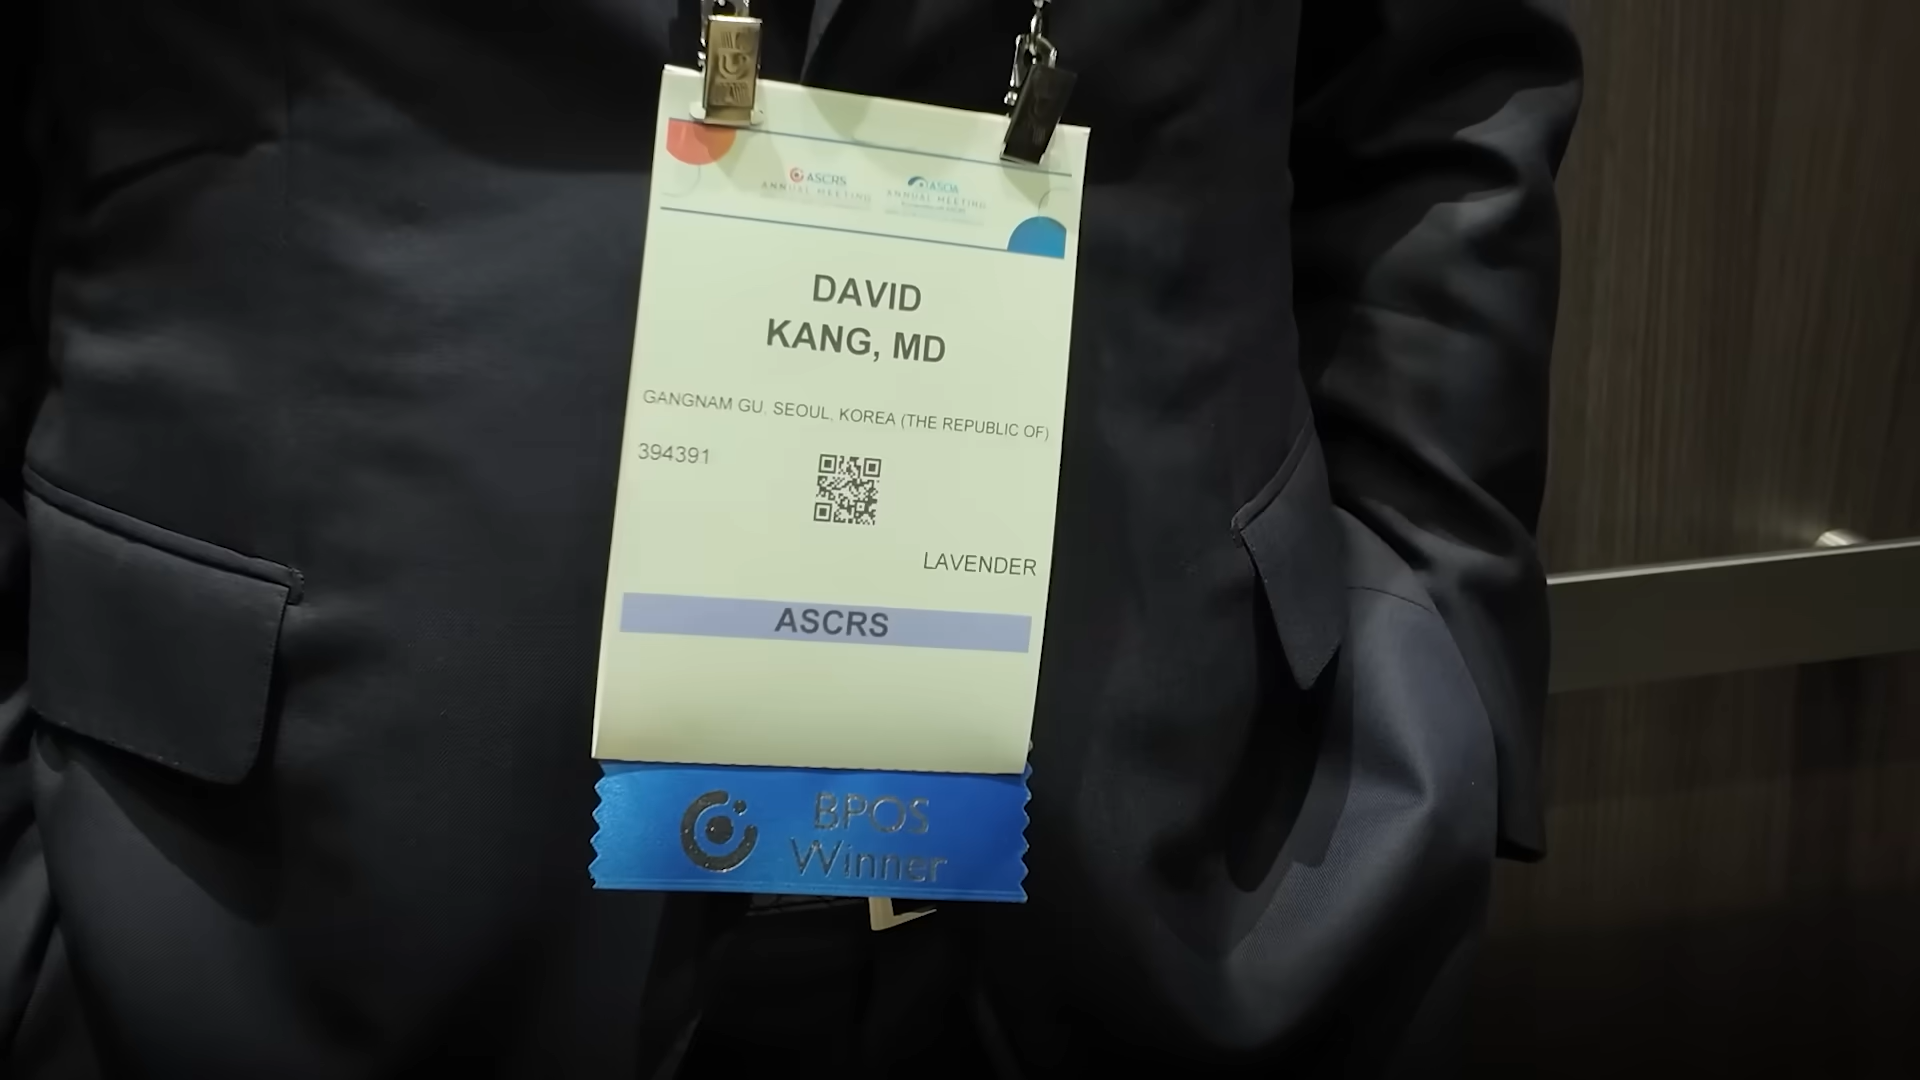 ASCRS
ANNUAL MEETING
ASOA
ANNUAL MEETING
DAVID
KANG, MD
GANGNAM GU, SEOUL, KOREA (THE REPUBLIC OF)
394391
LAVENDER
ASCRS
BPOS
Winner